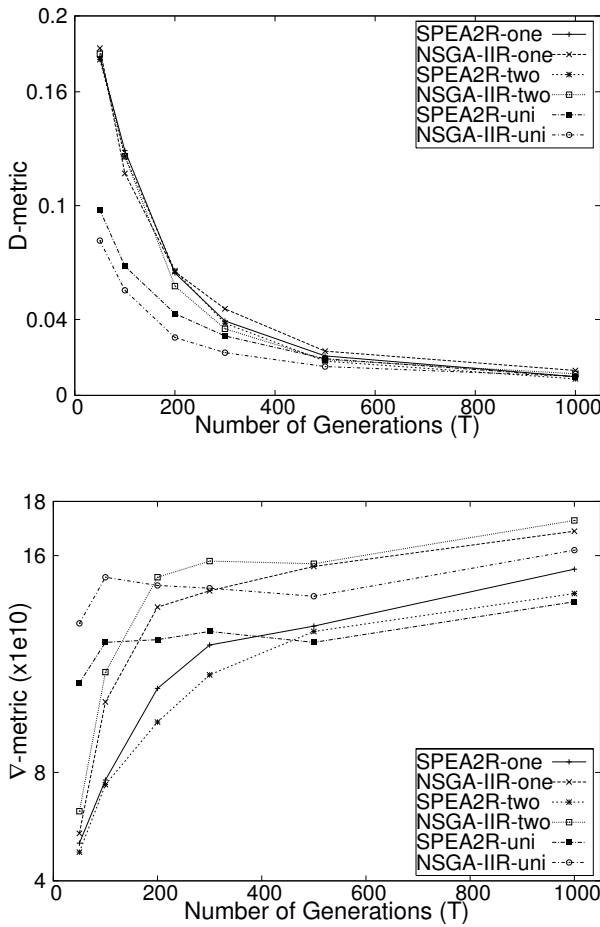 0.2
0.16
0.1
0.04
0
D-metric
0 200 400 600 800 1000
Number of Generations (T)
SPEA2R-one
NSGA-IIR-one
SPEA2R-two
NSGA-IIR-two
SPEA2R-uni
NSGA-IIR-uni
18
16
8
4
∇-metric (x1e10)
0 200 400 600 800 1000
Number of Generations (T)
SPEA2R-one
NSGA-IIR-one
SPEA2R-two
NSGA-IIR-two
SPEA2R-uni
NSGA-IIR-uni